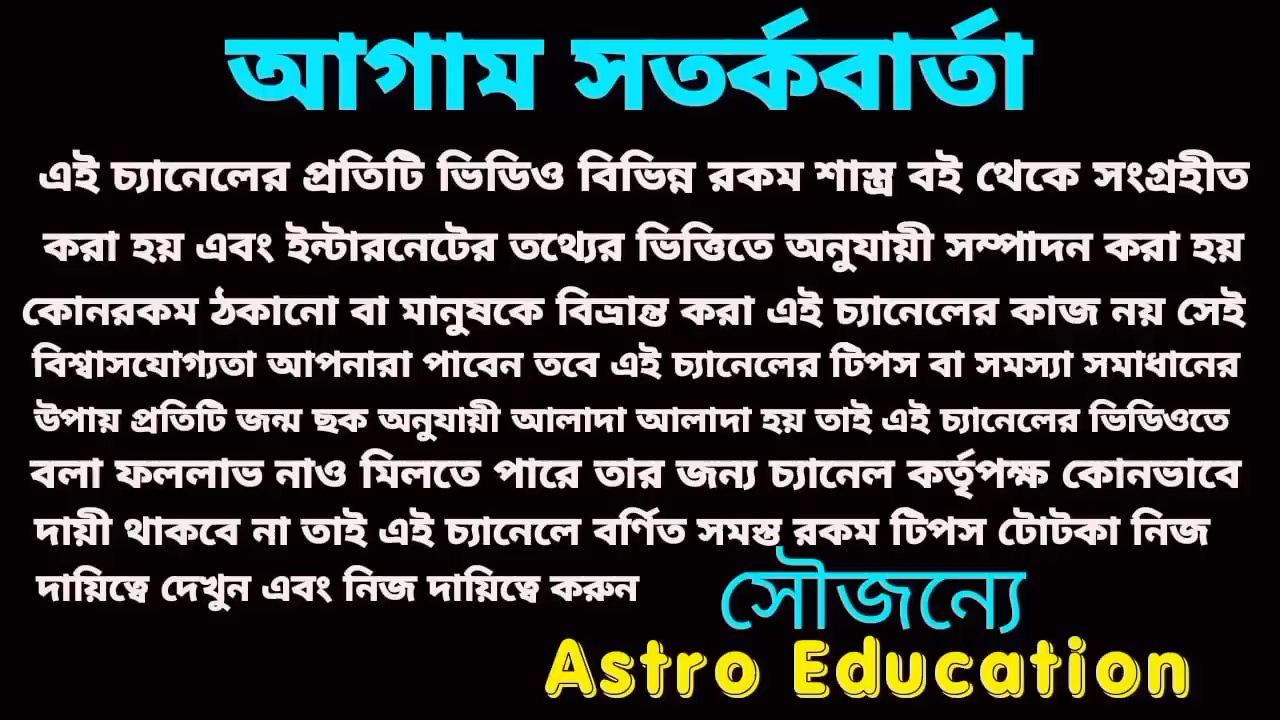 আগাম সতর্কবার্তা
এই চ্যানেলের প্রতিটি ভিডিও বিভিন্ন রকম শাস্ত্র বই থেকে সংগ্রহীত
করা হয় এবং ইন্টারনেটের তথ্যের ভিত্তিতে অনুযায়ী সম্পাদন করা হয়
কোনরকম ঠকানো বা মানুষকে বিভ্রান্ত করা এই চ্যানেলের কাজ নয় সেই
বিশ্বাসযোগ্যতা আপনারা পাবেন তবে এই চ্যানেলের টিপস বা সমস্যা সমাধানের
উপায় প্রতিটি জন্ম ছক অনুযায়ী আলাদা আলাদা হয় তাই এই চ্যানেলের ভিডিওতে
বলা ফললাভ নাও মিলতে পারে তার জন্য চ্যানেল কর্তৃপক্ষ কোনভাবে
দায়ী থাকবে না তাই এই চ্যানেলে বর্ণিত সমস্ত রকম টিপস টোটকা নিজ
দায়িত্বে দেখুন এবং নিজ দায়িত্বে করুন
সৌজন্যে
Astro Education